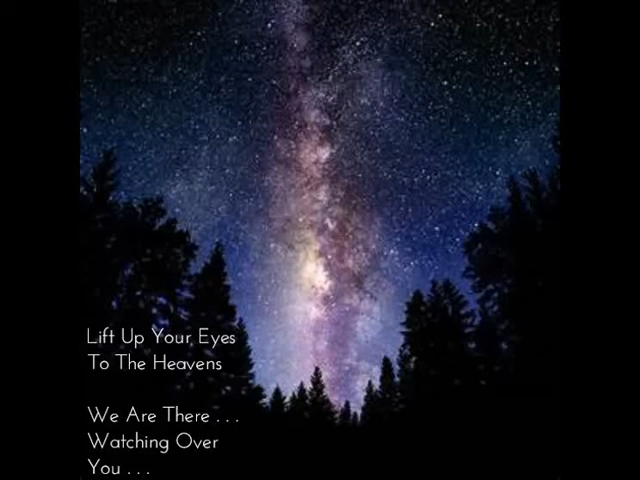 Lift Up Your Eyes
To The Heavens
We Are There . . .
Watching Over
You . . .